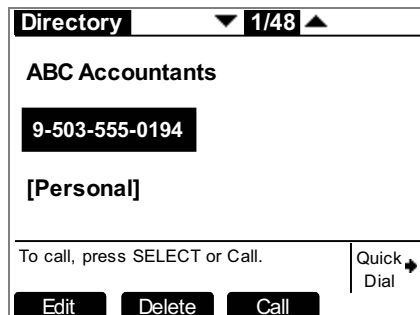 Directory ▼ 1/48 ▲
ABC Accountants
9-503-555-0194
[Personal]
To call, press SELECT or Call.
Quick
Dial
Edit Delete Call